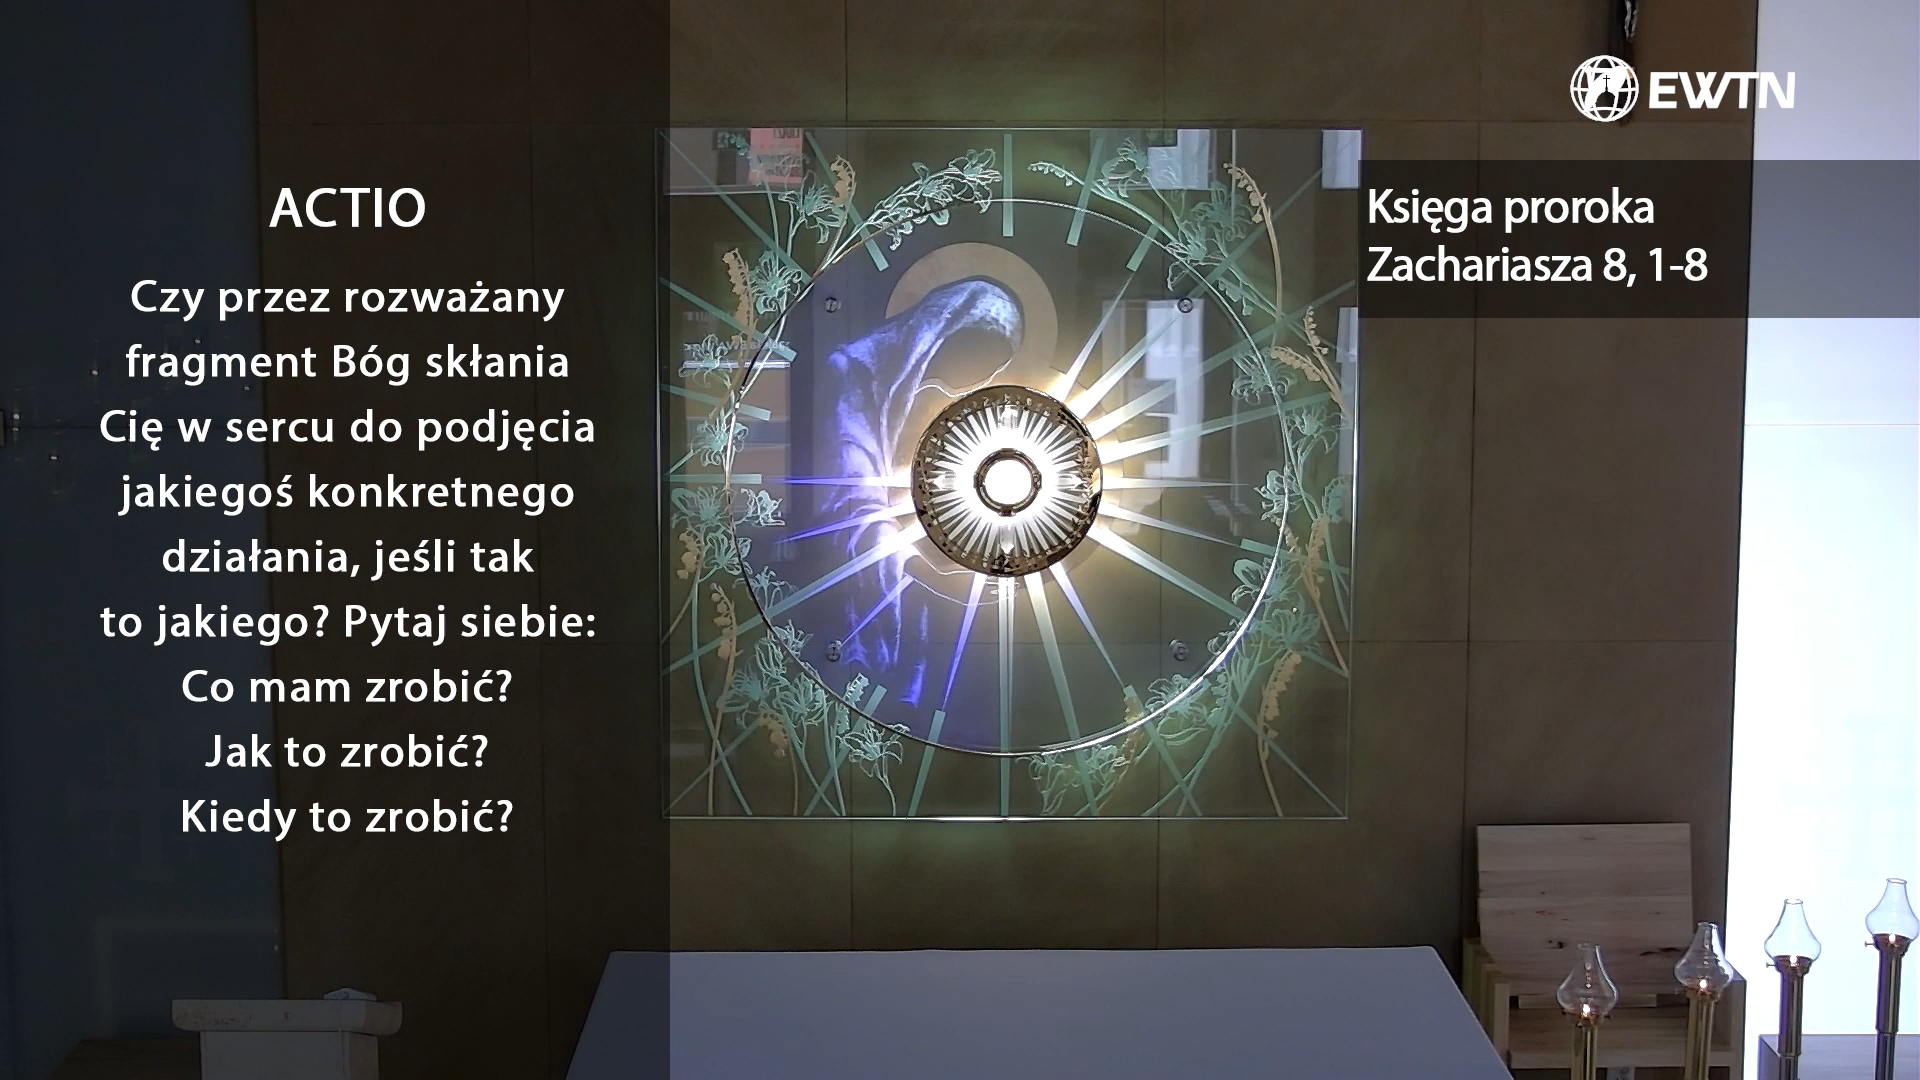 ACTIO
Czy przez rozważany
fragment Bóg skłania
Cię w sercu do podjęcia
jakiegoś konkretnego
działania, jeśli tak
to jakiego? Pytaj siebie:
Co mam zrobić?
Jak to zrobić?
Kiedy to zrobić?
EWTN
Księga proroka
Zachariasza 8, 1-8